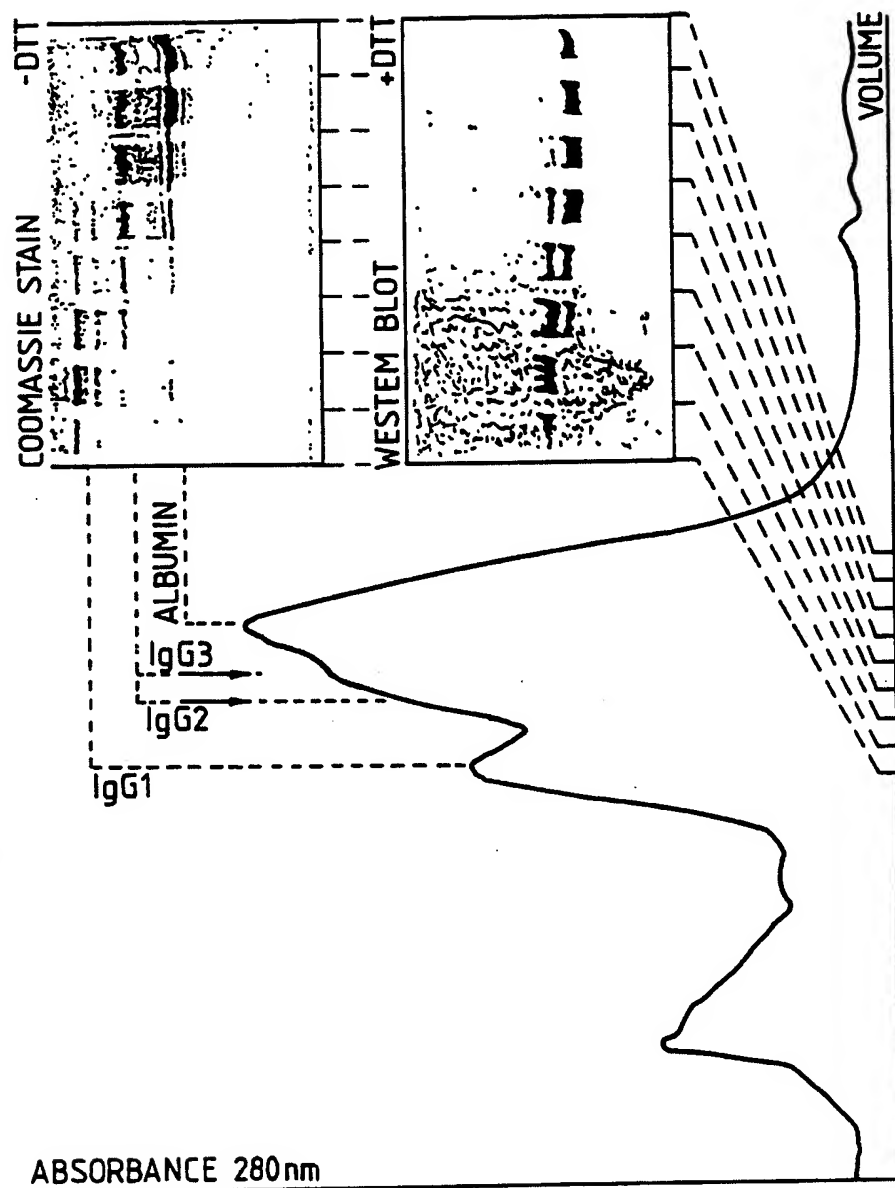 COOMASSIE STAIN -DTT
WESTEM BLOT +DTT
ALBUMIN
IgG3
IgG2
IgG1
VOLUME
ABSORBANCE 280nm